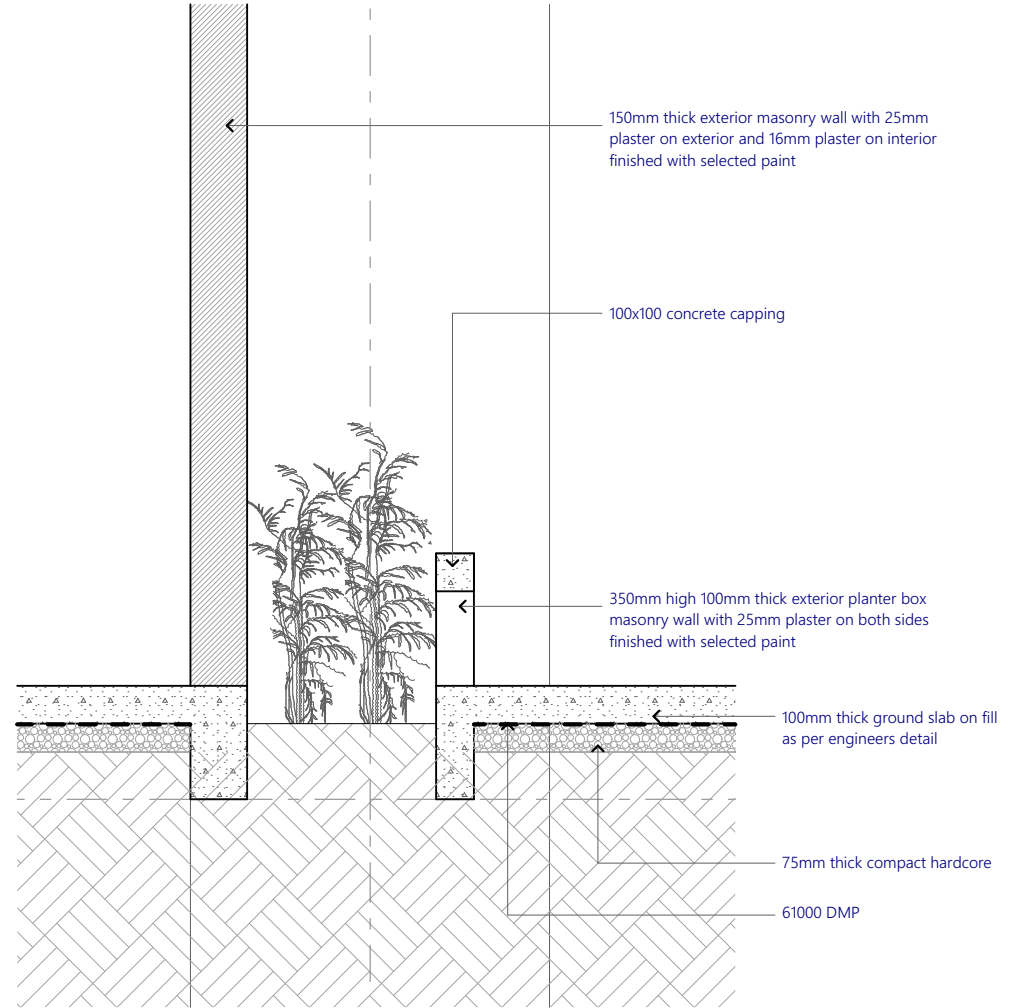 150mm thick exterior masonry wall with 25mm
plaster on exterior and 16mm plaster on interior
finished with selected paint
100x100 concrete capping
350mm high 100mm thick exterior planter box
masonry wall with 25mm plaster on both sides
finished with selected paint
100mm thick ground slab on fill
as per engineers detail
75mm thick compact hardcore
61000 DMP